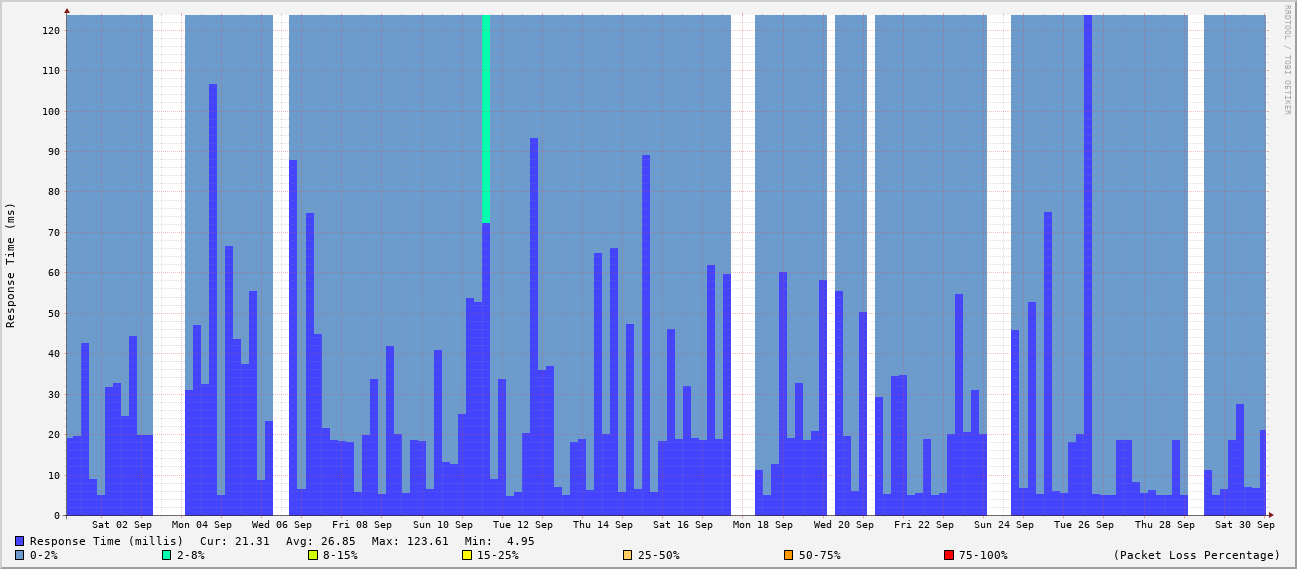 RRDTOOL / TOBI OETIKER
Response Time (ms)
120
110
100
90
80
70
60
50
40
30
20
10
0
Sat 02 Sep Mon 04 Sep Wed 06 Sep Fri 08 Sep Sun 10 Sep Tue 12 Sep Thu 14 Sep Sat 16 Sep Mon 18 Sep Wed 20 Sep Fri 22 Sep Sun 24 Sep Tue 26 Sep Thu 28 Sep Sat 30 Sep
Response Time (millis) Cur: 21.31 Avg: 26.85 Max: 123.61 Min: 4.95
0-2% 2-8% 8-15% 15-25% 25-50% 50-75% 75-100% (Packet Loss Percentage)